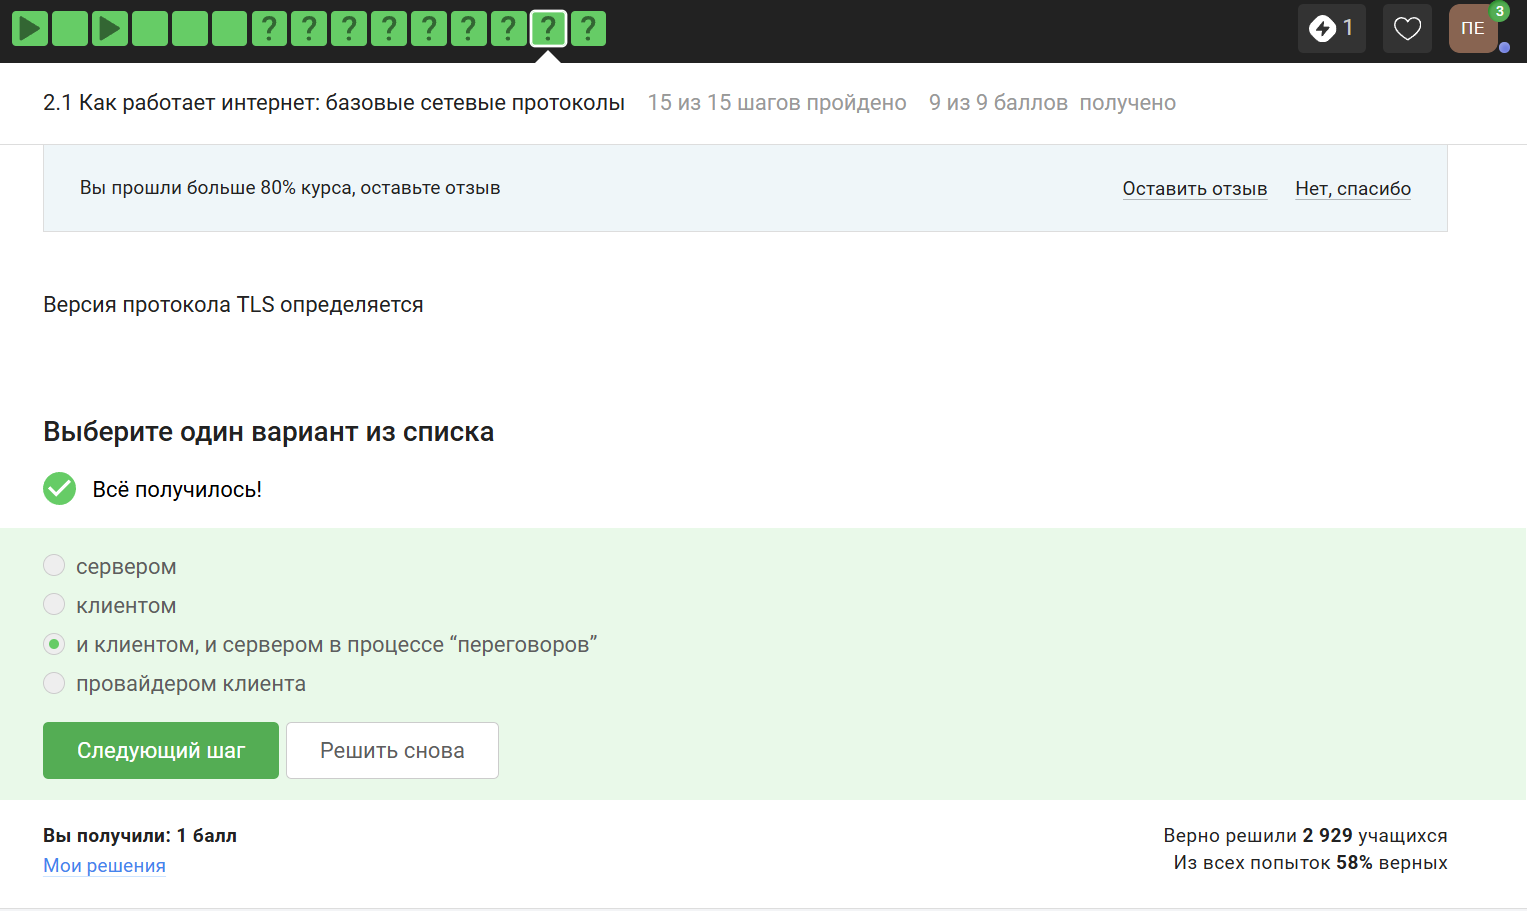 ? ? ? ? ? ? ? ? ?
1
ПЕ
3
2.1 Как работает интернет: базовые сетевые протоколы 15 из 15 шагов пройдено 9 из 9 баллов получено
Вы прошли больше 80% курса, оставьте отзыв
Оставить отзыв Нет, спасибо
Версия протокола TLS определяется
Выберите один вариант из списка
Всё получилось!
сервером
клиентом
и клиентом, и сервером в процессе “переговоров”
провайдером клиента
Следующий шаг Решить снова
Вы получили: 1 балл
Мои решения
Верно решили 2 929 учащихся
Из всех попыток 58% верных